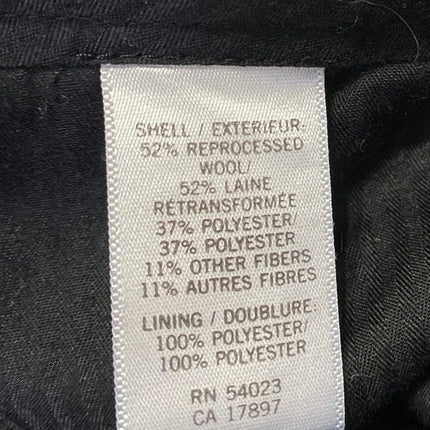 SHELL / EXTERIEUR:
52% REPROCESSED
WOOL/
52% LAINE
RÉTRANSFORMÉE
37% POLYESTER/
37% POLYESTER
11% OTHER FIBERS
11% AUTRES FIBRES
LINING / DOUBLURE:
100% POLYESTER/
100% POLYESTER
RN 54023
CA 17897